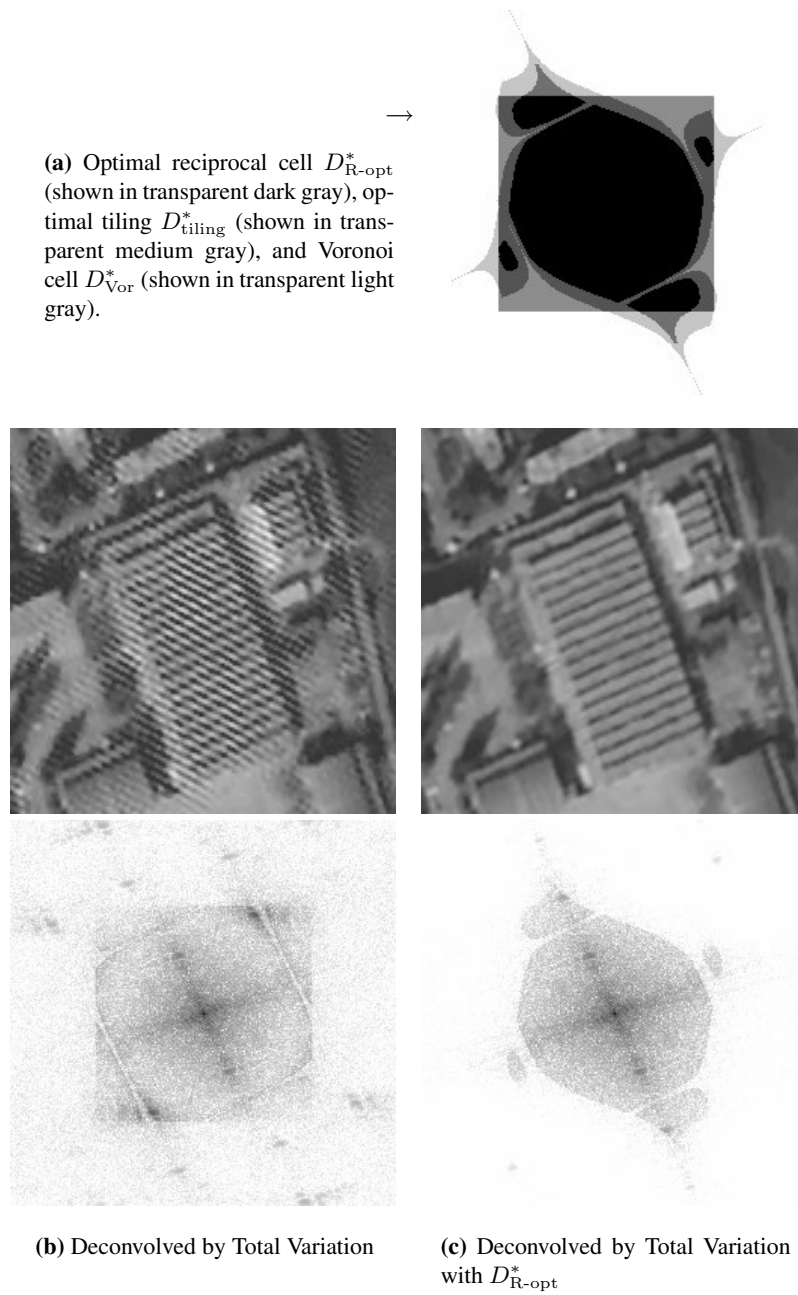 →
(a) Optimal reciprocal cell D*R-opt
(shown in transparent dark gray), op-
timal tiling D*tiling (shown in trans-
parent medium gray), and Voronoi
cell D*Vor (shown in transparent light
gray).
(b) Deconvolved by Total Variation
(c) Deconvolved by Total Variation
with D*R-opt